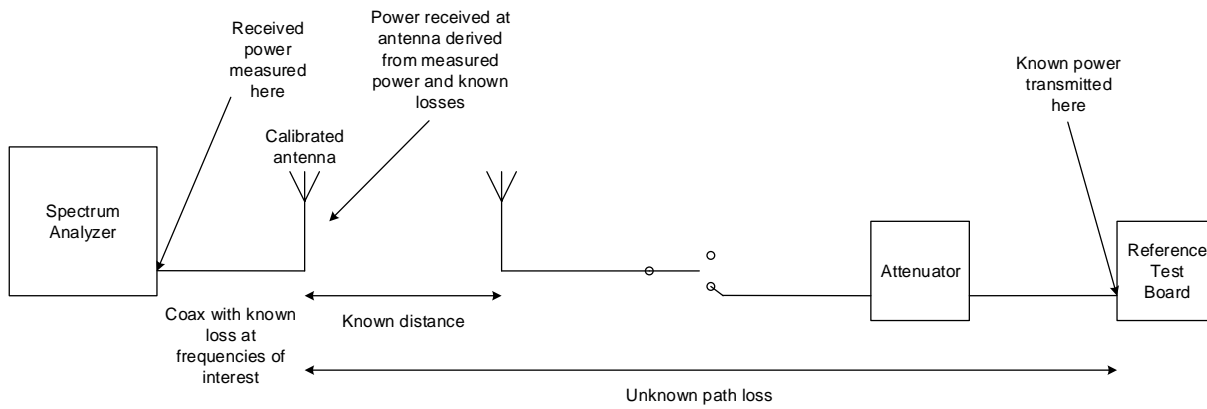 Received
power
measured
here
Power received at
antenna derived
from measured
power and known
losses
Known power
transmitted
here
Calibrated
antenna
Spectrum
Analyzer
Attenuator
Reference
Test
Board
Coax with known
loss at
frequencies of
interest
Known distance
Unknown path loss